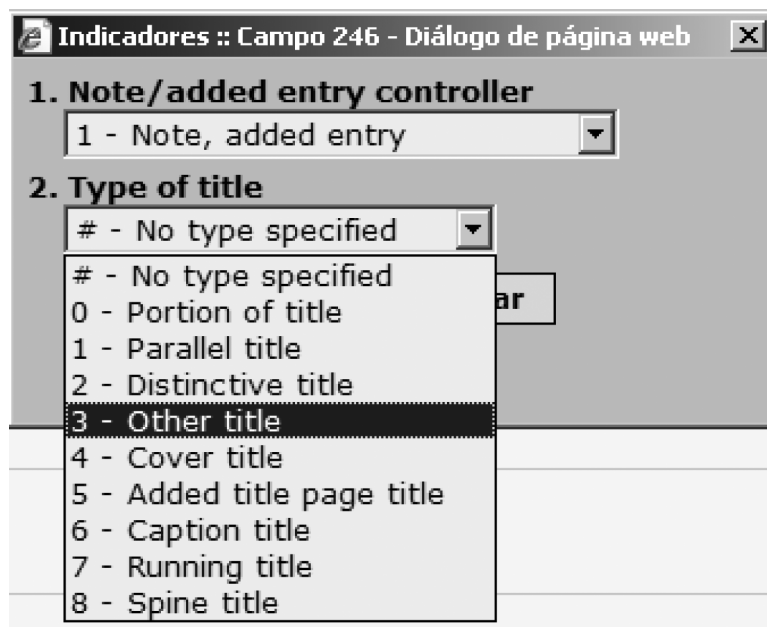 Indicadores :: Campo 246 - Diálogo de página web
1. Note/added entry controller
1 - Note, added entry
2. Type of title
# - No type specified
# - No type specified
0 - Portion of title
ar
1 - Parallel title
2 - Distinctive title
3 - Other title
4 - Cover title
5 - Added title page title
6 - Caption title
7 - Running title
8 - Spine title